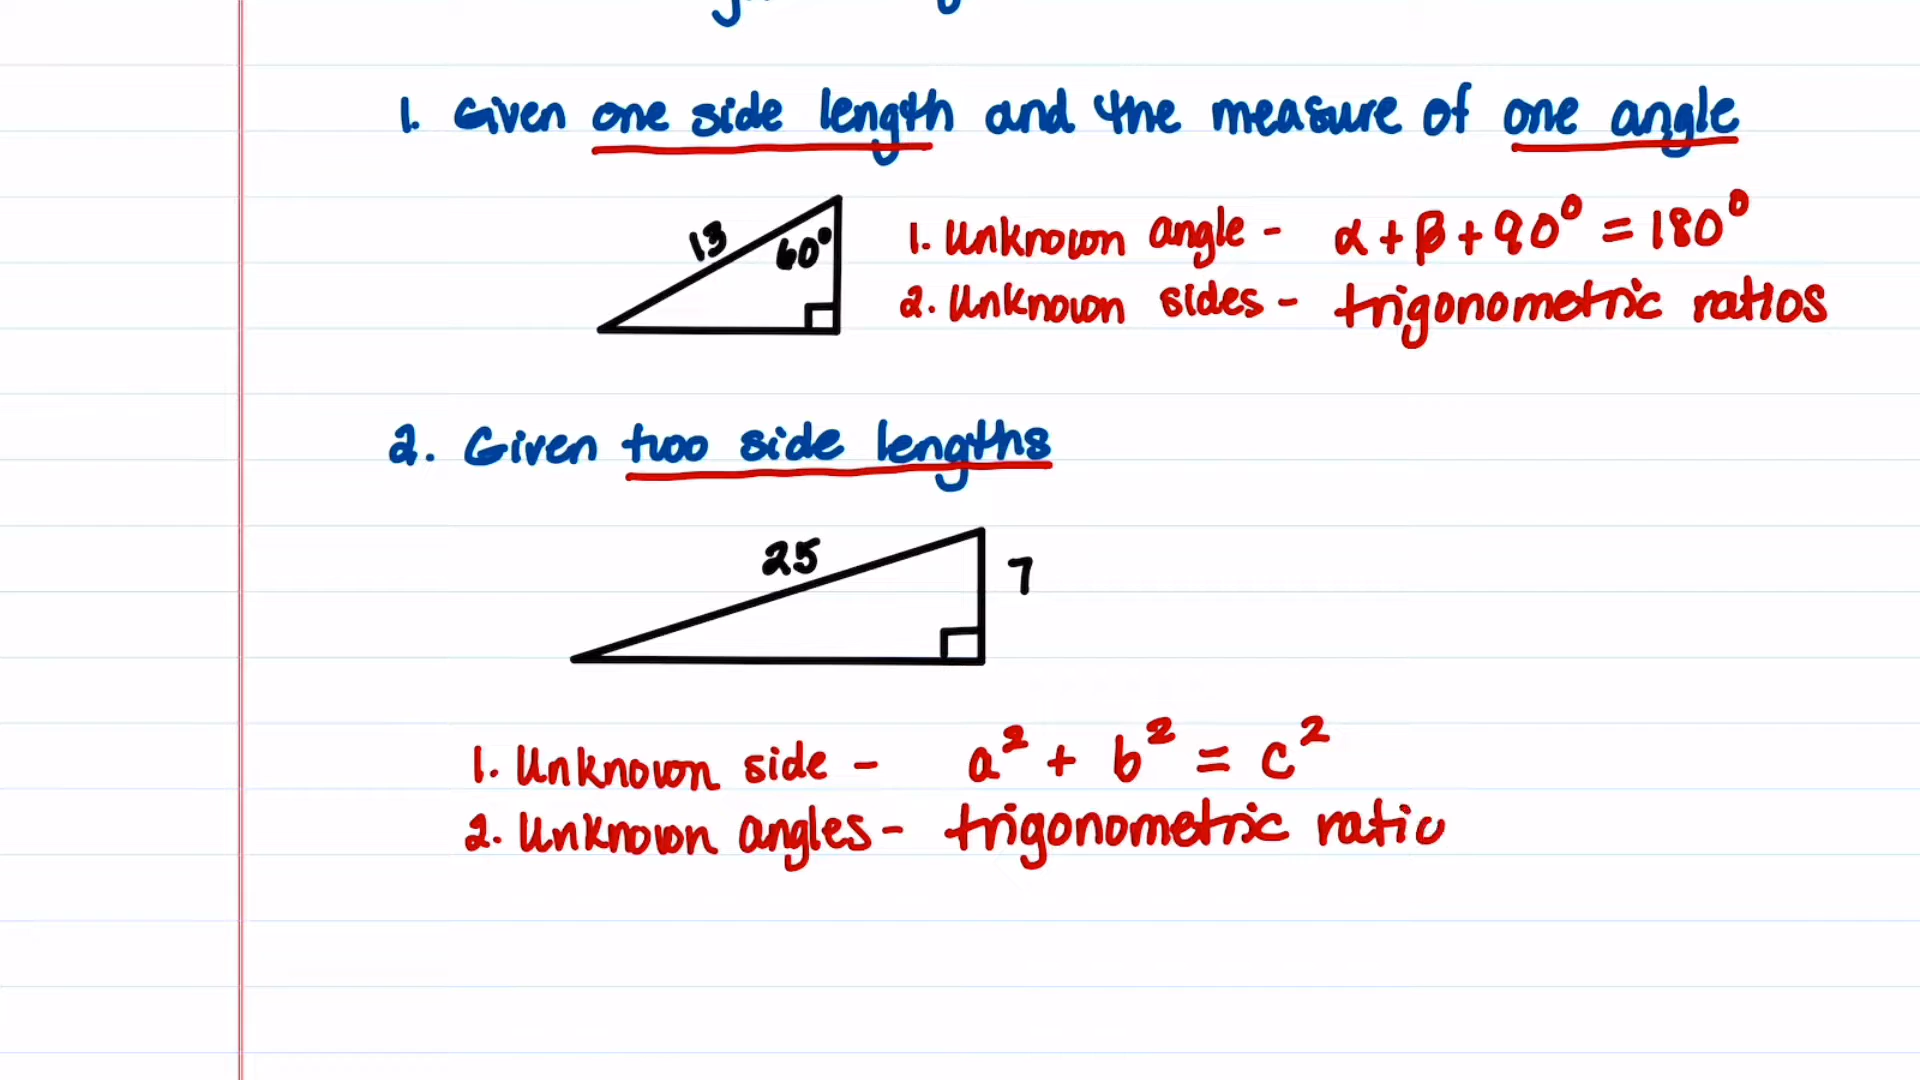 1. Given one side length and the measure of one angle
13
60°
1. Unknown angle - α + β + 90° = 180°
2. Unknown sides - trigonometric ratios
2. Given two side lengths
25
7
1. Unknown side - a² + b² = c²
2. Unknown angles - trigonometric ratio